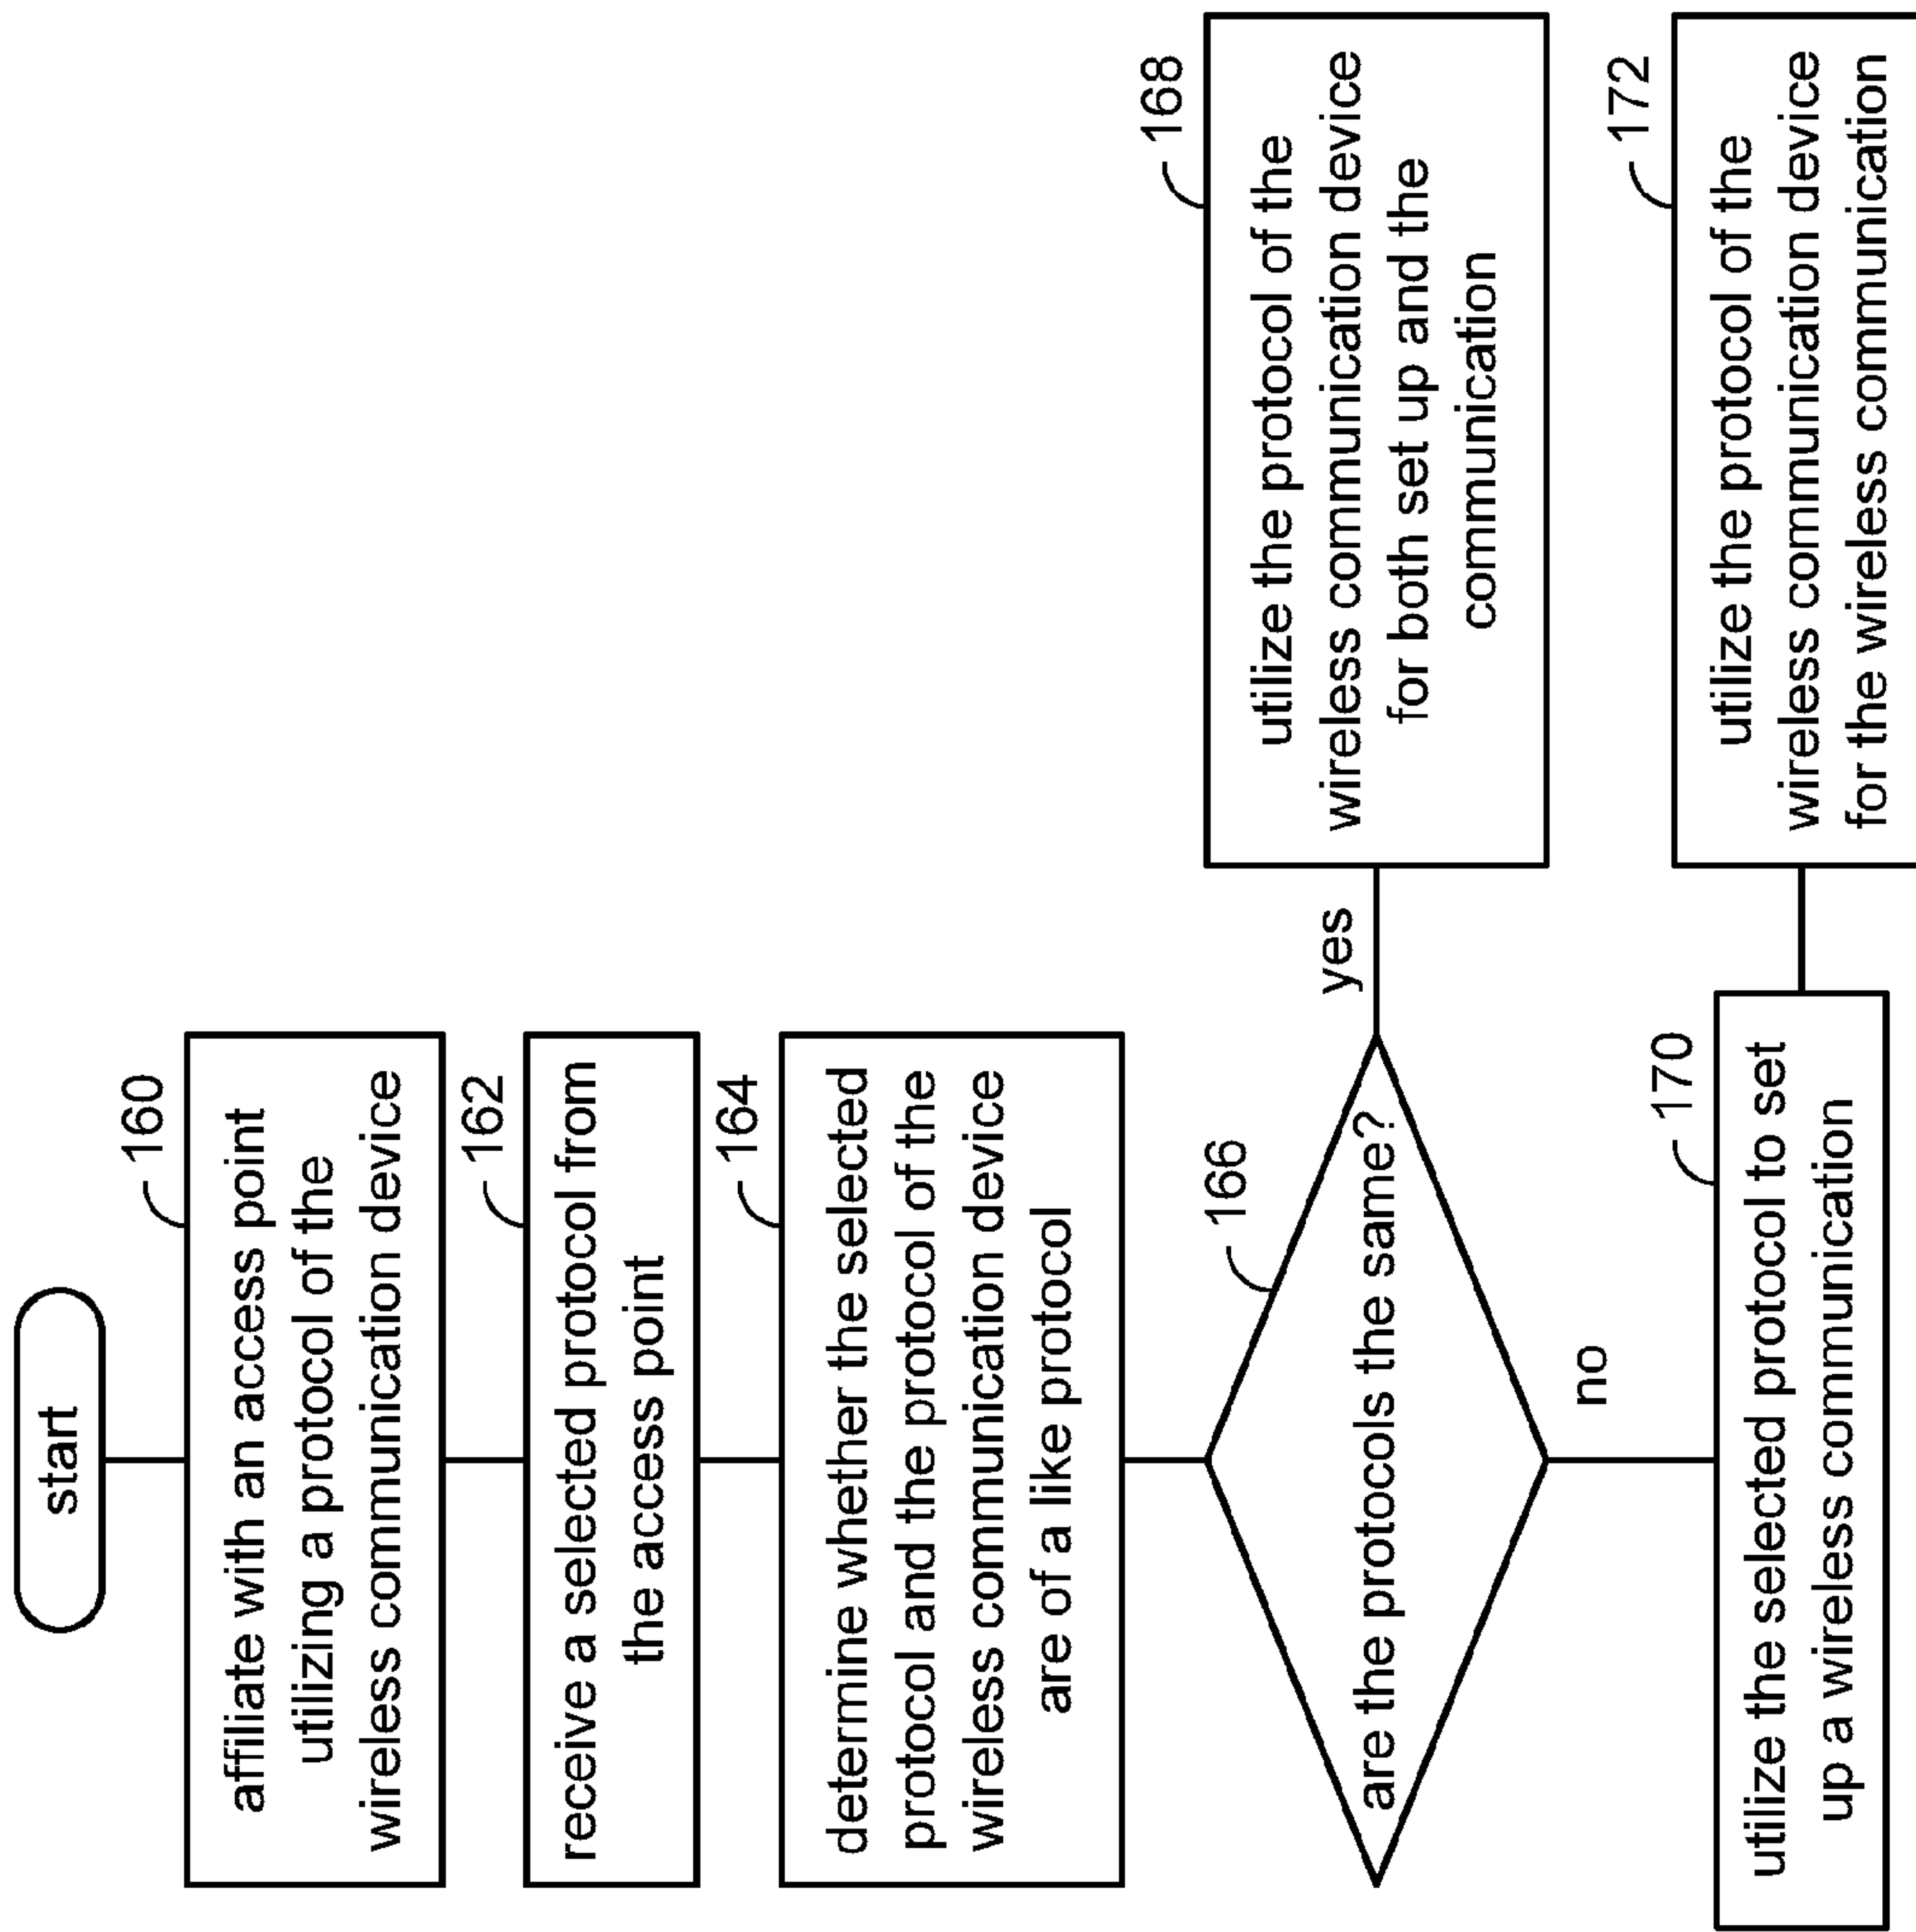 start
160
affiliate with an access point
utilizing a protocol of the
wireless communication device
162
receive a selected protocol from
the access point
164
determine whether the selected
protocol and the protocol of the
wireless communication device
are of a like protocol
166
are the protocols the same?
yes
168
utilize the protocol of the
wireless communication device
for both set up and the
communication
no
170
utilize the selected protocol to set
up a wireless communication
172
utilize the protocol of the
wireless communication device
for the wireless communication